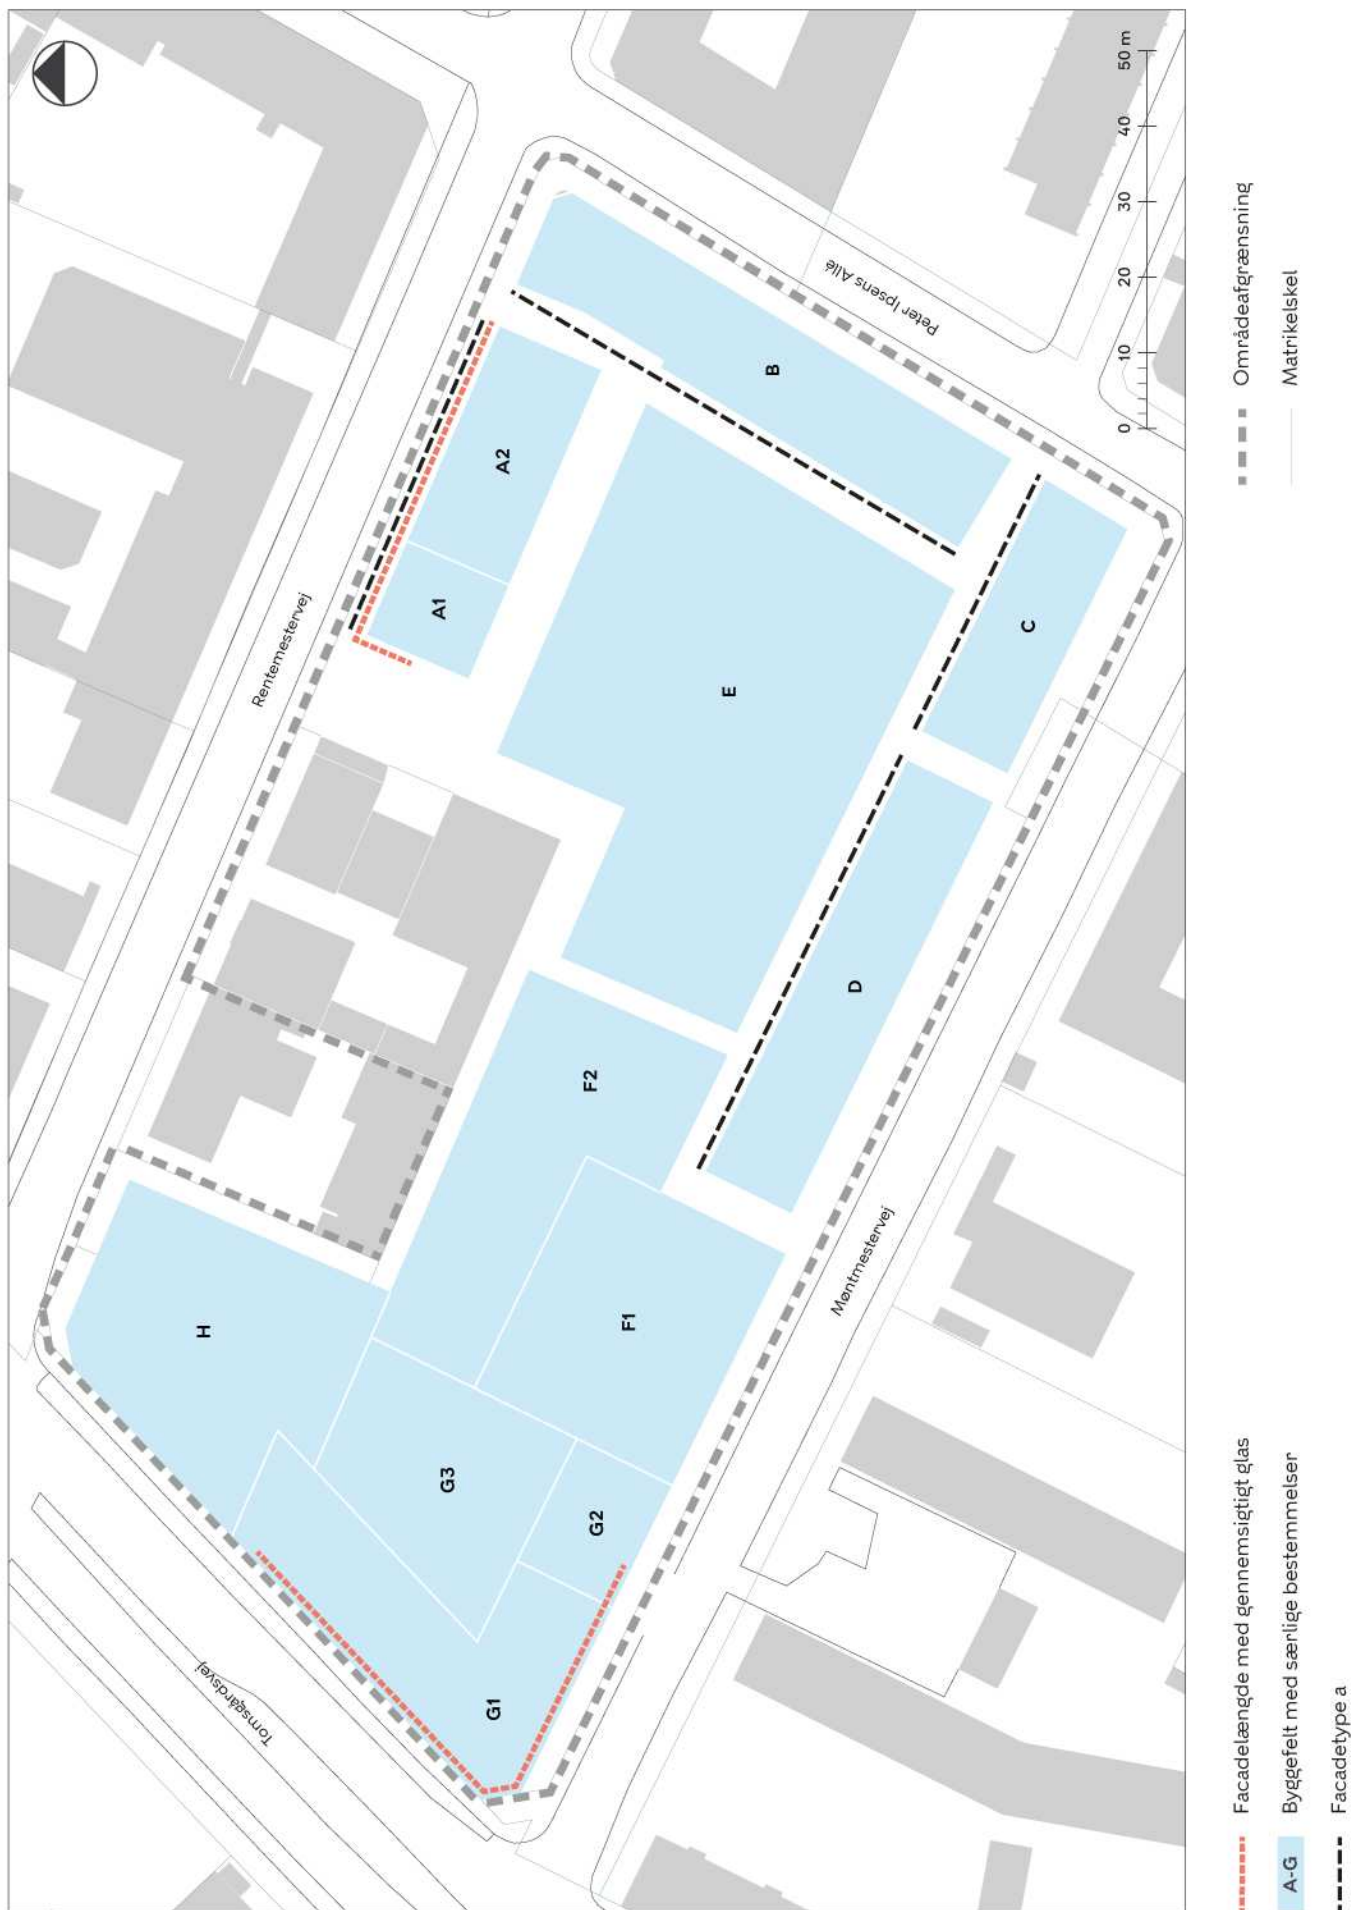 Rentemestervej
Peter Ipsens Allé
Tomsgårdsvej
Møntmestervej
H
G3
G1
G2
F1
F2
D
E
A1
A2
B
C
0 10 20 30 40 50 m
Facadelængde med gennemsigtigt glas
A-G Byggefelt med særlige bestemmelser
Facadetype a
Områdeafgrænsning
Matrikelskel